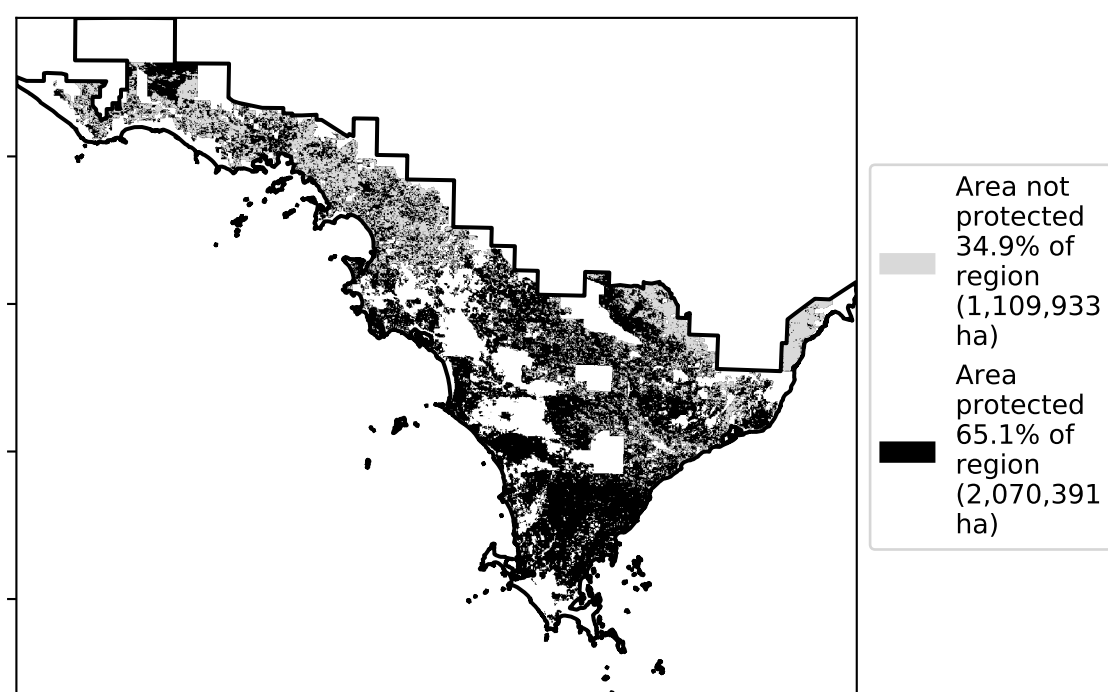 Area not
protected
34.9% of
region
(1,109,933
ha)
Area
protected
65.1% of
region
(2,070,391
ha)